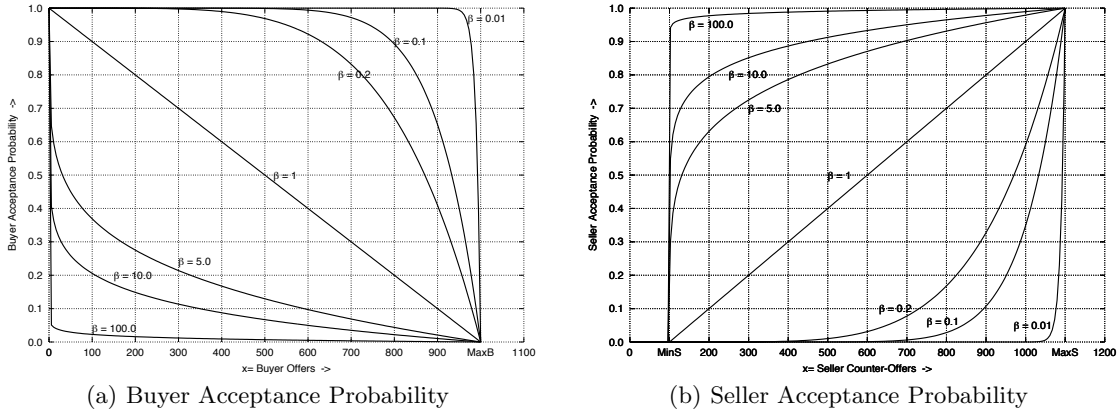 1.0
0.9
0.8
0.7
0.6
0.5
0.4
0.3
0.2
0.1
0.0
Buyer Acceptance Probability ->
β = 0.01
β = 0.1
β = 0.2
β = 1
β = 5.0
β = 10.0
β = 100.0
0 100 200 300 400 500 600 700 800 900 MaxB 1100
x= Buyer Offers ->
(a) Buyer Acceptance Probability
1.0
0.9
0.8
0.7
0.6
0.5
0.4
0.3
0.2
0.1
0.0
Seller Acceptance Probability ->
β = 100.0
β = 10.0
β = 5.0
β = 1
β = 0.2
β = 0.1
β = 0.01
0 MinS 200 300 400 500 600 700 800 900 1000 MaxS 1200
x= Seller Counter-Offers ->
(b) Seller Acceptance Probability